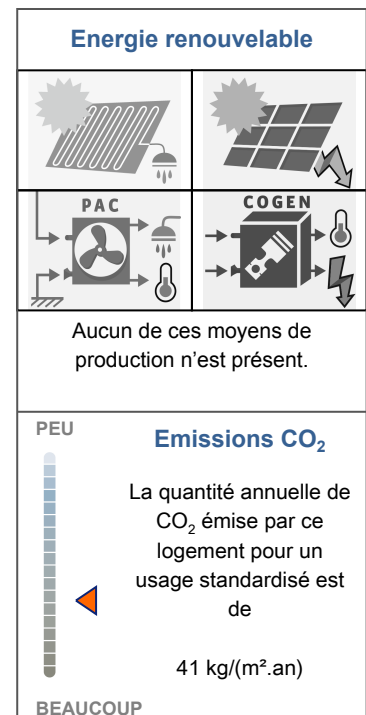 Energie renouvelable
PAC
COGEN
Aucun de ces moyens de
production n'est présent.
PEU
Emissions CO₂
La quantité annuelle de
CO₂ émise par ce
logement pour un
usage standardisé est
de
41 kg/(m².an)
BEAUCOUP